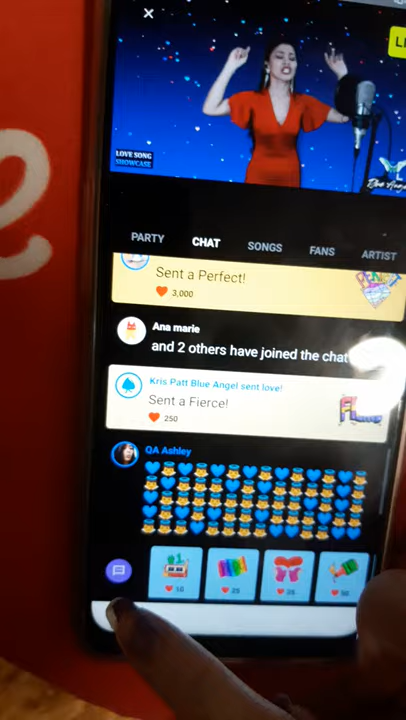 LOVE SONG
SHOWCASE
PARTY CHAT SONGS FANS ARTIST
Sent a Perfect!
3,000
Ana marie
and 2 others have joined the chat
Kris Patt Blue Angel sent love!
Sent a Fierce!
250
QA Ashley
10